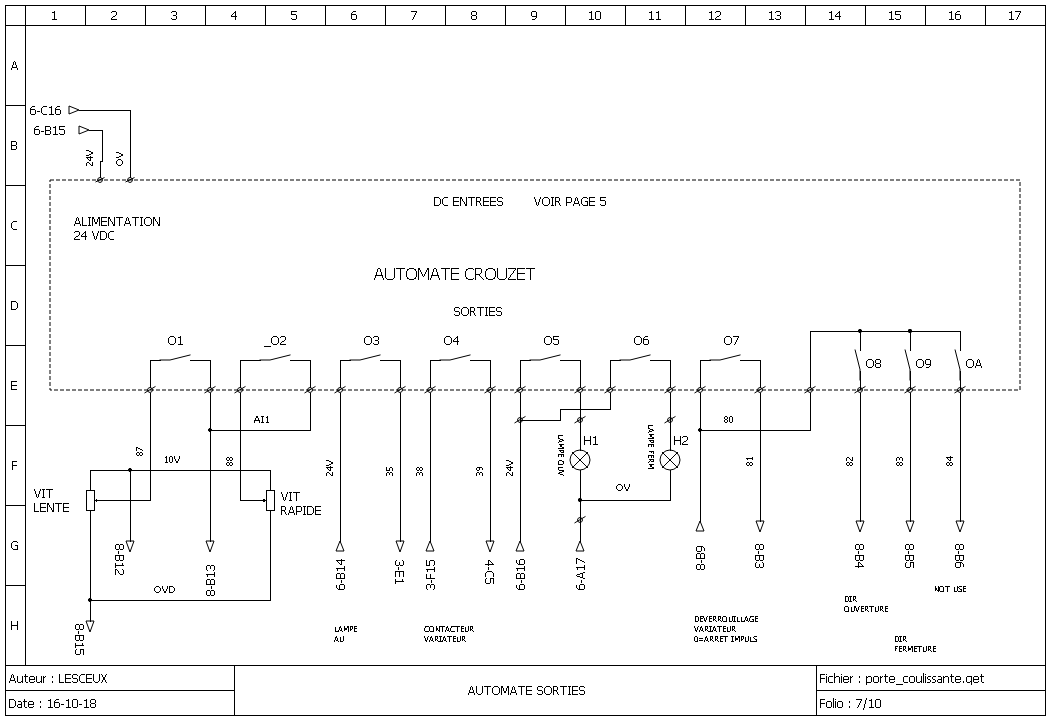 1 2 3 4 5 6 7 8 9 10 11 12 13 14 15 16 17
A
B
C
D
E
F
G
H
6-C16
6-B15
24V
0V
DC ENTREES VOIR PAGE 5
ALIMENTATION
24 VDC
AUTOMATE CROUZET
SORTIES
O1
_O2
O3
O4
O5
O6
O7
O8
O9
OA
AI1
80
87
10V
88
24V
35
38
39
24V
LAMPE OUV
H1
LAMPE FERM
H2
0V
81
82
83
84
VIT
LENTE
VIT
RAPIDE
8-B12
8-B13
6-B14
3-E1
3-F15
4-C5
6-B16
6-A17
8-B9
8-B3
8-B4
8-B5
8-B6
OVD
8-B15
NOT USE
DIR
OUVERTURE
LAMPE
AU
CONTACTEUR
VARIATEUR
DEVERROUILLAGE
VARIATEUR
0=ARRET IMPULS
DIR
FERMETURE
Auteur : LESCEUX
Date : 16-10-18
AUTOMATE SORTIES
Fichier : porte_coulissante.qet
Folio : 7/10